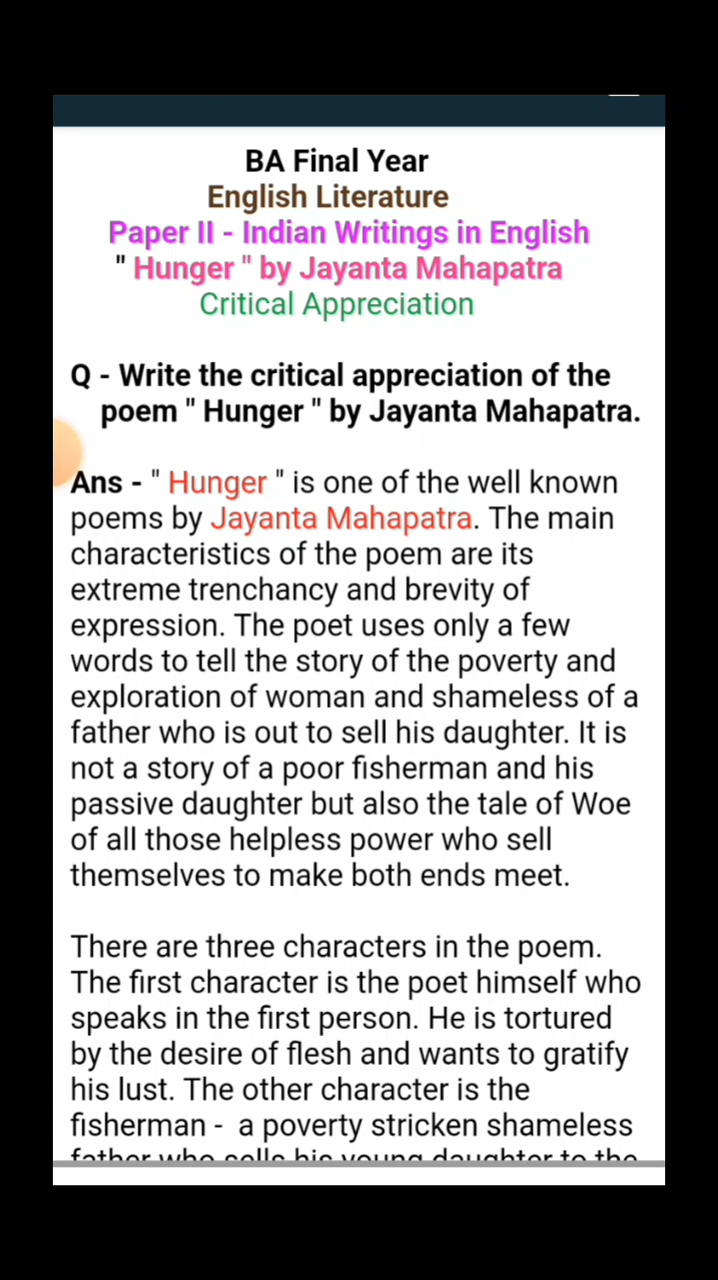 BA Final Year
English Literature
Paper II - Indian Writings in English
" Hunger " by Jayanta Mahapatra
Critical Appreciation
Q - Write the critical appreciation of the
poem " Hunger " by Jayanta Mahapatra.
Ans - " Hunger " is one of the well known
poems by Jayanta Mahapatra. The main
characteristics of the poem are its
extreme trenchancy and brevity of
expression. The poet uses only a few
words to tell the story of the poverty and
exploration of woman and shameless of a
father who is out to sell his daughter. It is
not a story of a poor fisherman and his
passive daughter but also the tale of Woe
of all those helpless power who sell
themselves to make both ends meet.
There are three characters in the poem.
The first character is the poet himself who
speaks in the first person. He is tortured
by the desire of flesh and wants to gratify
his lust. The other character is the
fisherman - a poverty stricken shameless
father who sells his young daughter to the